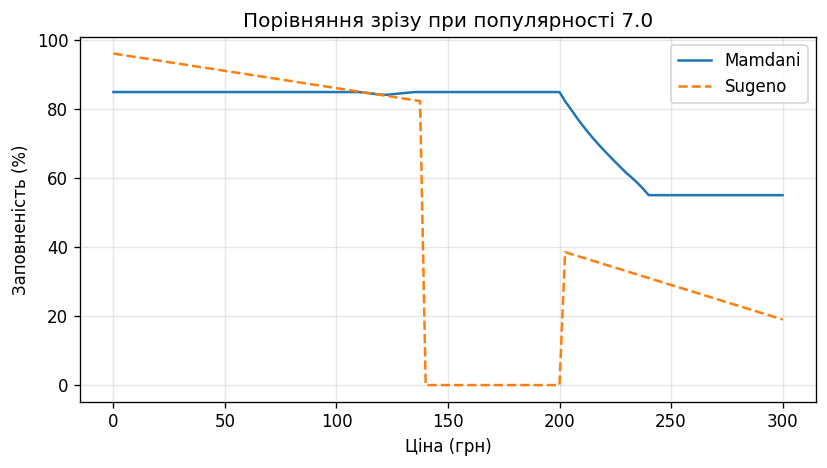 Порівняння зрізу при популярності 7.0
Mamdani
Sugeno
Заповненість (%)
100
80
60
40
20
0
0 50 100 150 200 250 300
Ціна (грн)